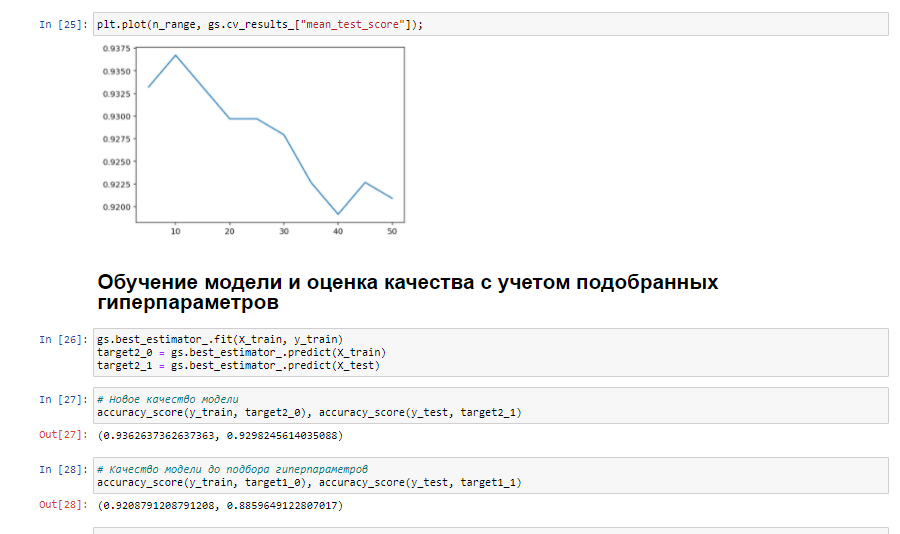 In [25]: plt.plot(n_range, gs.cv_results_["mean_test_score"]);
0.9375
0.9350
0.9325
0.9300
0.9275
0.9250
0.9225
0.9200
10 20 30 40 50
Обучение модели и оценка качества с учетом подобранных
гиперпараметров
In [26]: gs.best_estimator_.fit(X_train, y_train)
target2_0 = gs.best_estimator_.predict(X_train)
target2_1 = gs.best_estimator_.predict(X_test)
In [27]: # Новое качество модели
accuracy_score(y_train, target2_0), accuracy_score(y_test, target2_1)
Out[27]: (0.9362637362637363, 0.9298245614035088)
In [28]: # Качество модели до подбора гиперпараметров
accuracy_score(y_train, target1_0), accuracy_score(y_test, target1_1)
Out[28]: (0.9208791208791208, 0.8859649122807017)